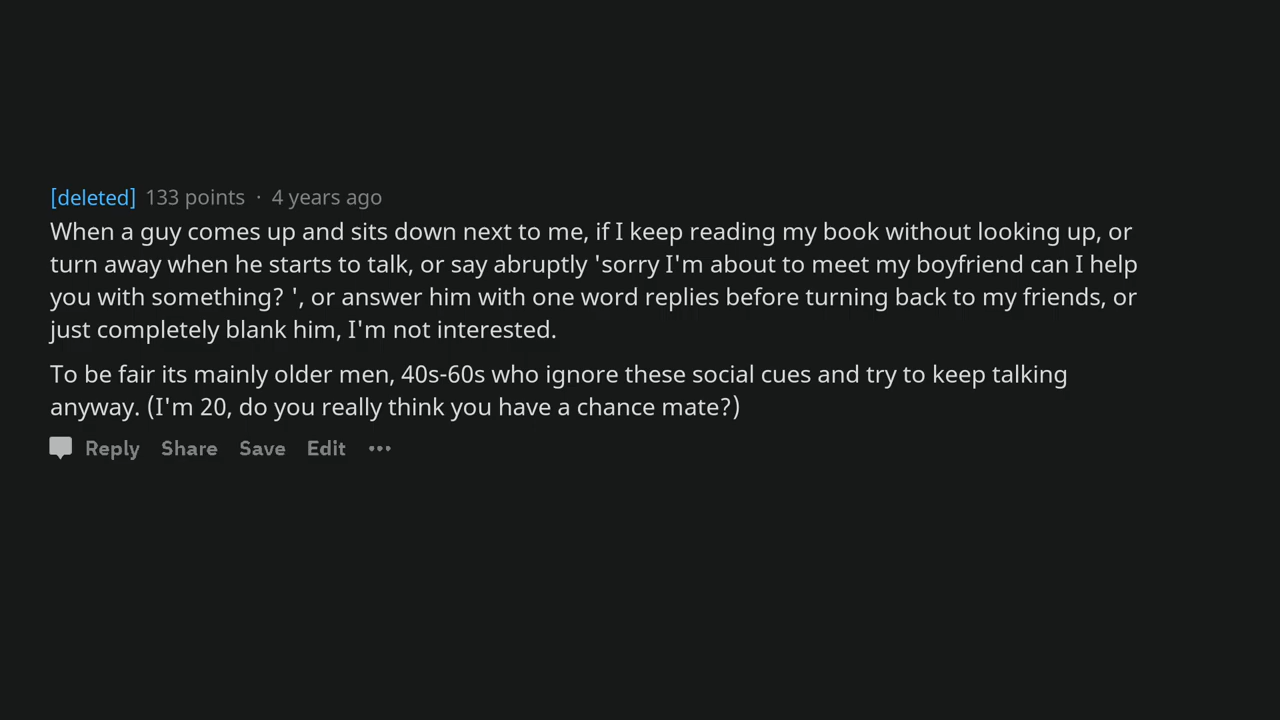 [deleted] 133 points · 4 years ago
When a guy comes up and sits down next to me, if I keep reading my book without looking up, or
turn away when he starts to talk, or say abruptly 'sorry I'm about to meet my boyfriend can I help
you with something? ', or answer him with one word replies before turning back to my friends, or
just completely blank him, I'm not interested.
To be fair its mainly older men, 40s-60s who ignore these social cues and try to keep talking
anyway. (I'm 20, do you really think you have a chance mate?)
Reply Share Save Edit •••